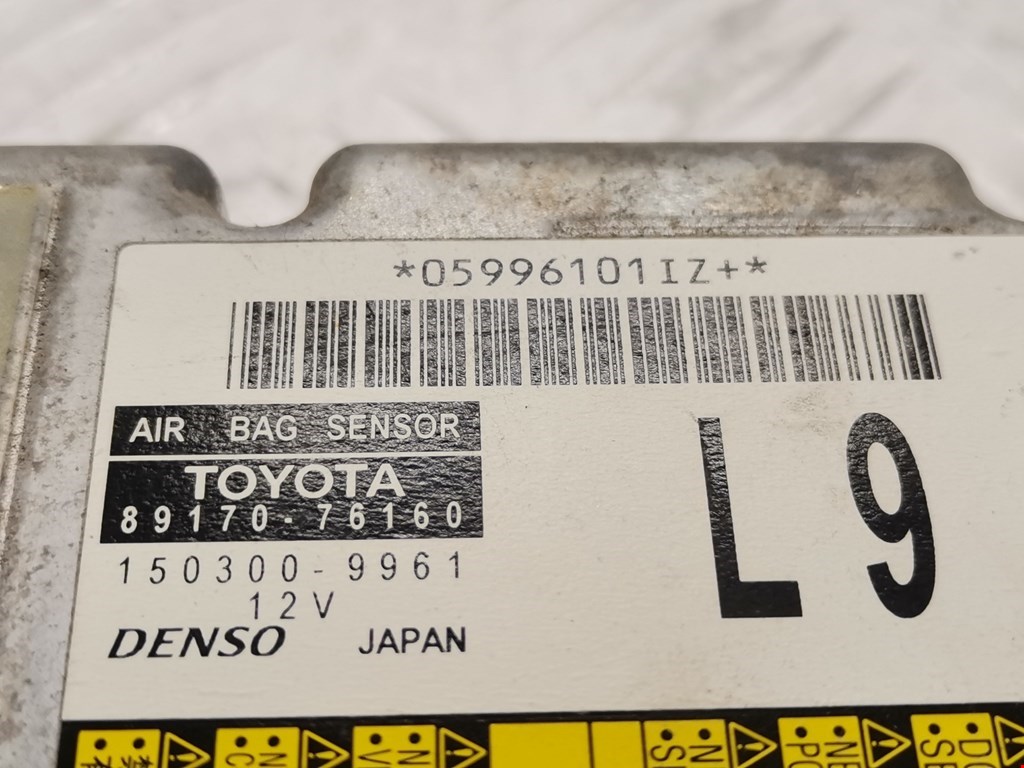 *05996101IZ+*
AIR BAG SENSOR
TOYOTA
89170-76160
150300-9961
12V
DENSO JAPAN
L9